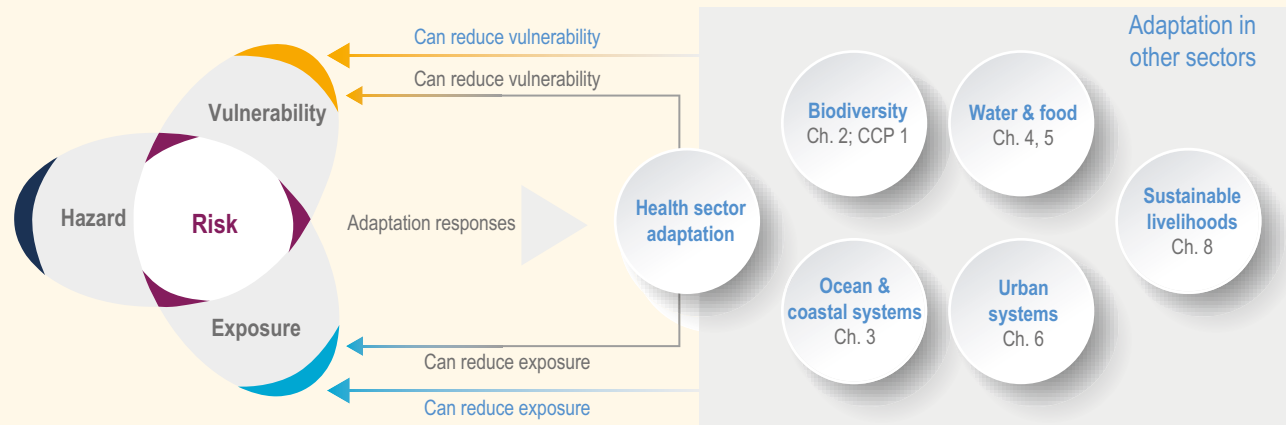 Can reduce vulnerability
Can reduce vulnerability
Vulnerability
Hazard
Risk
Exposure
Adaptation responses
Can reduce exposure
Can reduce exposure
Health sector
adaptation
Adaptation in
other sectors
Biodiversity
Ch. 2; CCP 1
Water & food
Ch. 4, 5
Sustainable
livelihoods
Ch. 8
Ocean &
coastal systems
Ch. 3
Urban
systems
Ch. 6